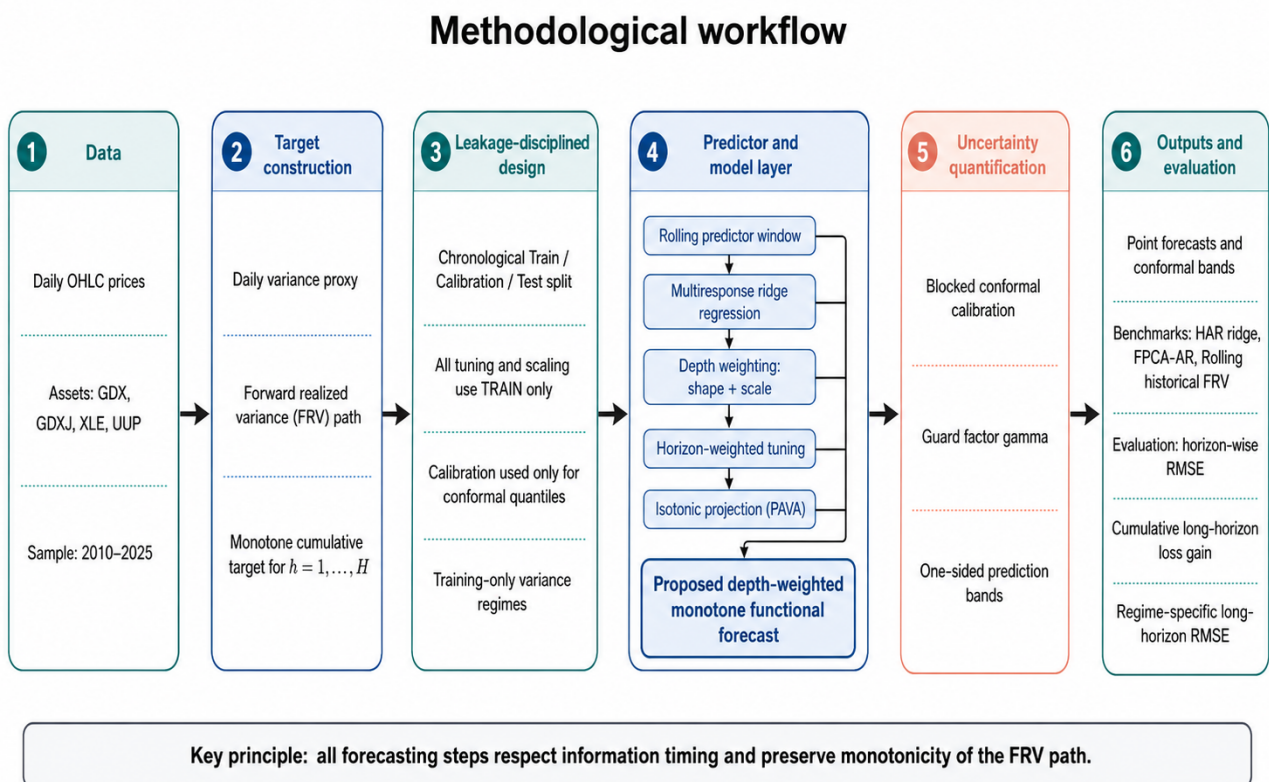 Methodological workflow
1
Data
Daily OHLC prices
Assets: GDX,
GDXJ, XLE, UUP
Sample: 2010–2025
2
Target
construction
Daily variance proxy
Forward realized
variance (FRV) path
Monotone cumulative
target for h = 1, … , H
3
Leakage-disciplined
design
Chronological Train /
Calibration / Test split
All tuning and scaling
use TRAIN only
Calibration used only for
conformal quantiles
Training-only variance
regimes
4
Predictor and
model layer
Rolling predictor window
Multiresponse ridge
regression
Depth weighting:
shape + scale
Horizon-weighted tuning
Isotonic projection (PAVA)
Proposed depth-weighted
monotone functional
forecast
5
Uncertainty
quantification
Blocked conformal
calibration
Guard factor gamma
One-sided prediction
bands
6
Outputs and
evaluation
Point forecasts and
conformal bands
Benchmarks: HAR ridge,
FPCA-AR, Rolling
historical FRV
Evaluation: horizon-wise
RMSE
Cumulative long-horizon
loss gain
Regime-specific long-
horizon RMSE
Key principle: all forecasting steps respect information timing and preserve monotonicity of the FRV path.